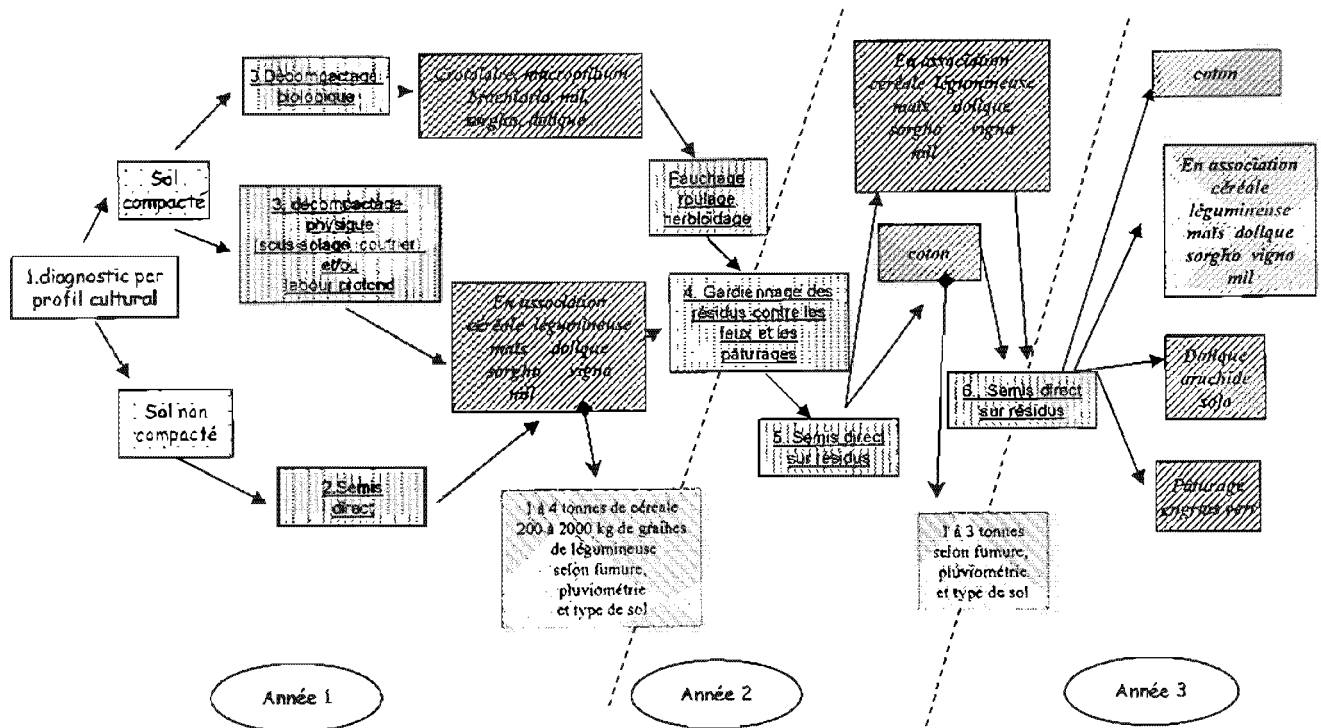 1.diagnostic par
profil cultural
Sol
compacté
Sol non
compacté
3.Décompactage
biologique
3. décompactage
physique
(sous-solage coutrier)
et/ou
labour profond
2.Semis
direct
Crotalaire, macroptilium
brachiaria, mil,
sorgho, dolique
En association
céréale légumineuse
maïs dolique
sorgho vigna
mil
1 à 4 tonnes de céréale
200 à 2000 kg de graines
de légumineuse
selon fumure,
pluviométrie
et type de sol
Fauchage
roulage
herbicidage
4. Gardiennage des
résidus contre les
feux et les
pâturages
5. Semis direct
sur résidus
En association
céréale légumineuse
maïs dolique
sorgho vigna
mil
coton
1 à 3 tonnes
selon fumure,
pluviométrie
et type de sol
6. Semis direct
sur résidus
coton
En association
céréale
légumineuse
maïs dolique
sorgho vigna
mil
Dolique
arachide
soja
Pâturage
engrais vert
Année 1
Année 2
Année 3